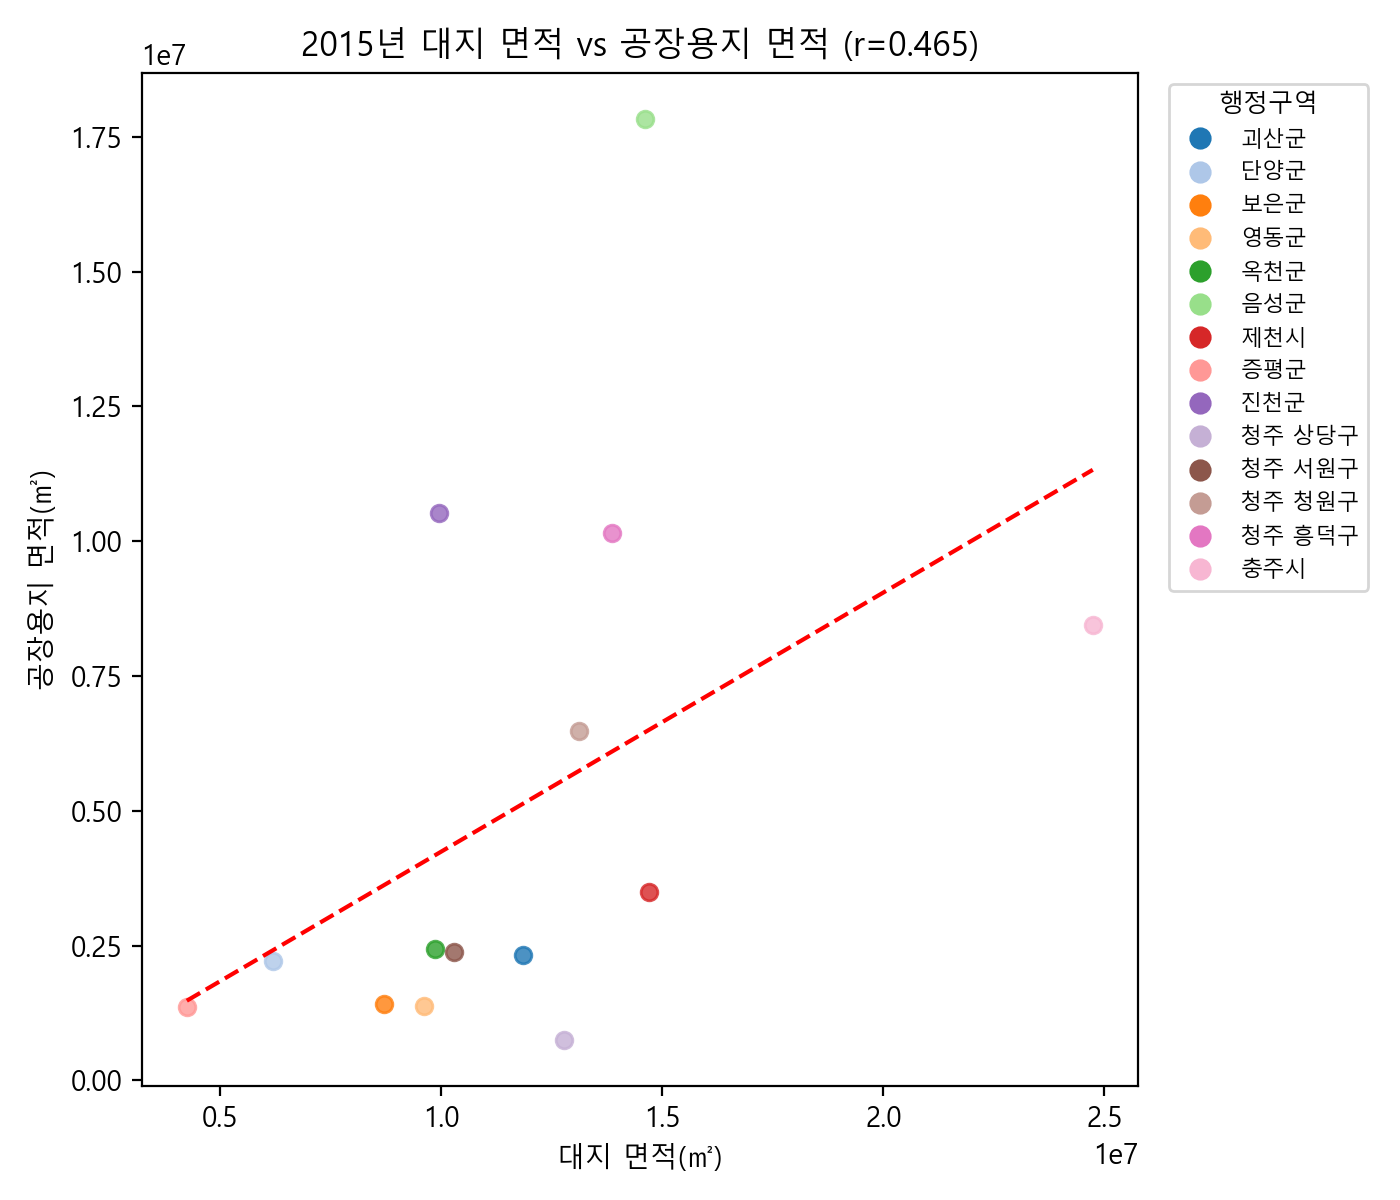 2015년 대지 면적 vs 공장용지 면적 (r=0.465)
1e7
1.75
1.50
1.25
1.00
0.75
0.50
0.25
0.00
공장용지 면적(㎡)
0.5 1.0 1.5 2.0 2.5
1e7
대지 면적(㎡)
행정구역
괴산군
단양군
보은군
영동군
옥천군
음성군
제천시
증평군
진천군
청주 상당구
청주 서원구
청주 청원구
청주 흥덕구
충주시